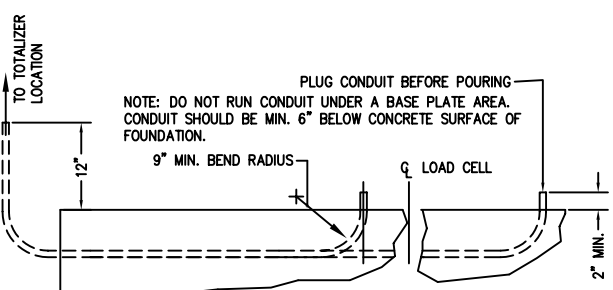 TO TOTALIZER
LOCATION
PLUG CONDUIT BEFORE POURING
NOTE: DO NOT RUN CONDUIT UNDER A BASE PLATE AREA.
CONDUIT SHOULD BE MIN. 6" BELOW CONCRETE SURFACE OF
FOUNDATION.
9" MIN. BEND RADIUS
℄ LOAD CELL
12"
2" MIN.